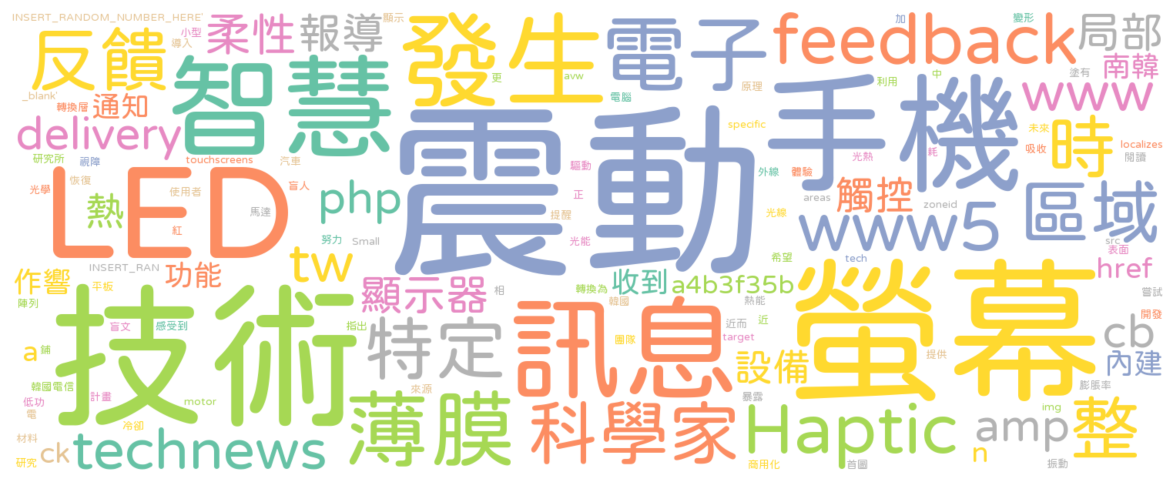 INSERT_RANDOM_NUMBER_HERE'
小型
導入
柔性
報導
顯示
發生
電子
feedback
加
變形
局部
反饋
智慧
更
avw
電腦
原理
利用
中
塗有
南韓
_blank'
轉換層
通知
www
delivery
震動
手機
specific
未來
吸收
時
localizes
閱讀
研究所
視障
touchscreens
汽車
驅動
外線
體驗
光熱
耗
光學
恢復
LED
使用者
盲人
php
正
areas
觸控
zoneid
區域
熱
紅
馬達
提醒
光線
www5
努力
Small
光能
希望
tech
src
表面
INSERT_RAN
功能
tw
作響
平板
陣列
顯示器
相
收到
a4b3f35b
轉換為
韓國
熱能
href
嘗試
技術
盲文
感受到
指出
特定
訊息
近而
近
target
團隊
螢幕
開發
cb
a
鋪
設備
提供
內建
韓國電信
計畫
低功
電
來源
暴露
膨脹率
motor
冷卻
薄膜
科學家
Haptic
img
amp
整
材料
研究
ck
technews
商用化
首圖
n
振動